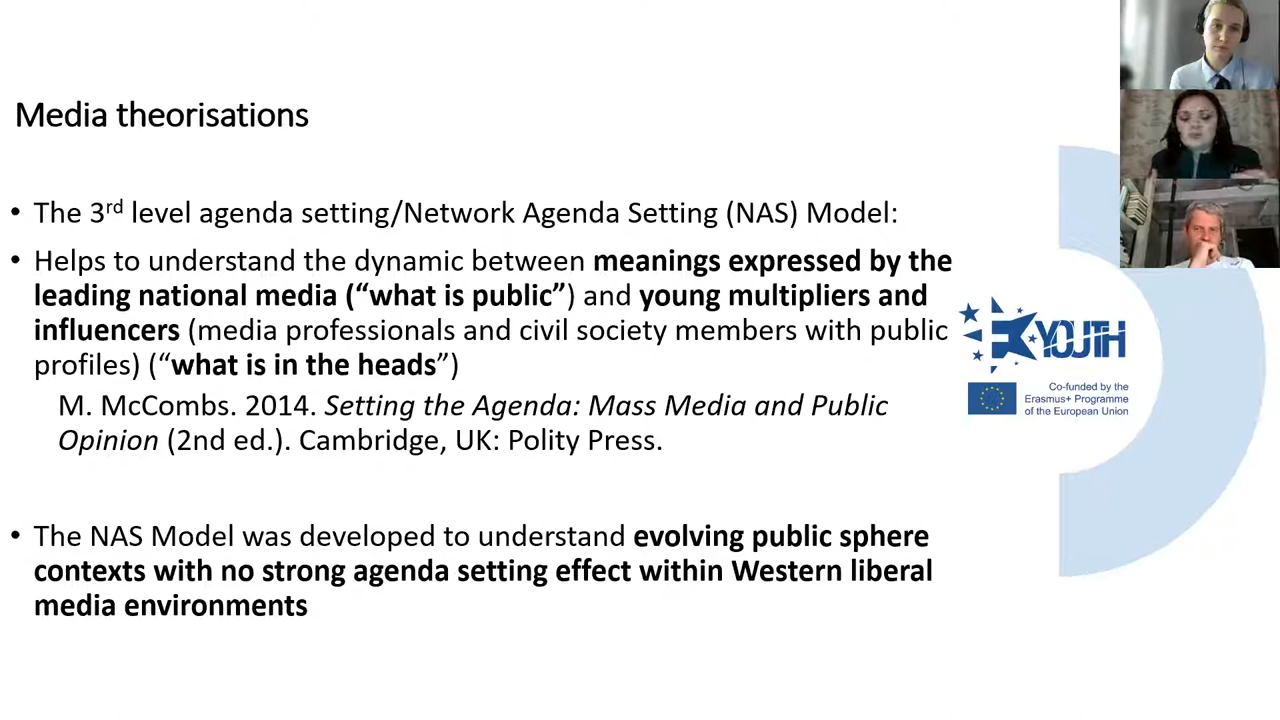 Media theorisations
• The 3rd level agenda setting/Network Agenda Setting (NAS) Model:
• Helps to understand the dynamic between meanings expressed by the
leading national media (“what is public”) and young multipliers and
influencers (media professionals and civil society members with public
profiles) (“what is in the heads”)
M. McCombs. 2014. Setting the Agenda: Mass Media and Public
Opinion (2nd ed.). Cambridge, UK: Polity Press.
• The NAS Model was developed to understand evolving public sphere
contexts with no strong agenda setting effect within Western liberal
media environments
YOUTH
Co-funded by the
Erasmus+ Programme
of the European Union